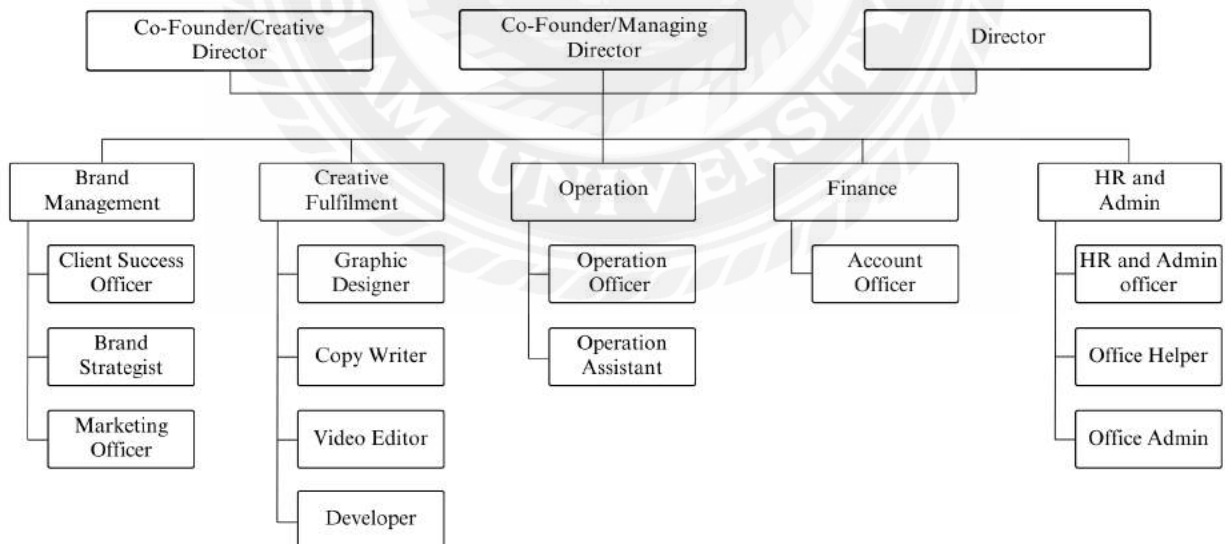 Co-Founder/Creative
Director
Co-Founder/Managing
Director
Director
Brand
Management
Creative
Fulfilment
Operation
Finance
HR and
Admin
Client Success
Officer
Graphic
Designer
Operation
Officer
Account
Officer
HR and Admin
officer
Brand
Strategist
Copy Writer
Operation
Assistant
Office Helper
Marketing
Officer
Video Editor
Office Admin
Developer
AM UNIVERSITY